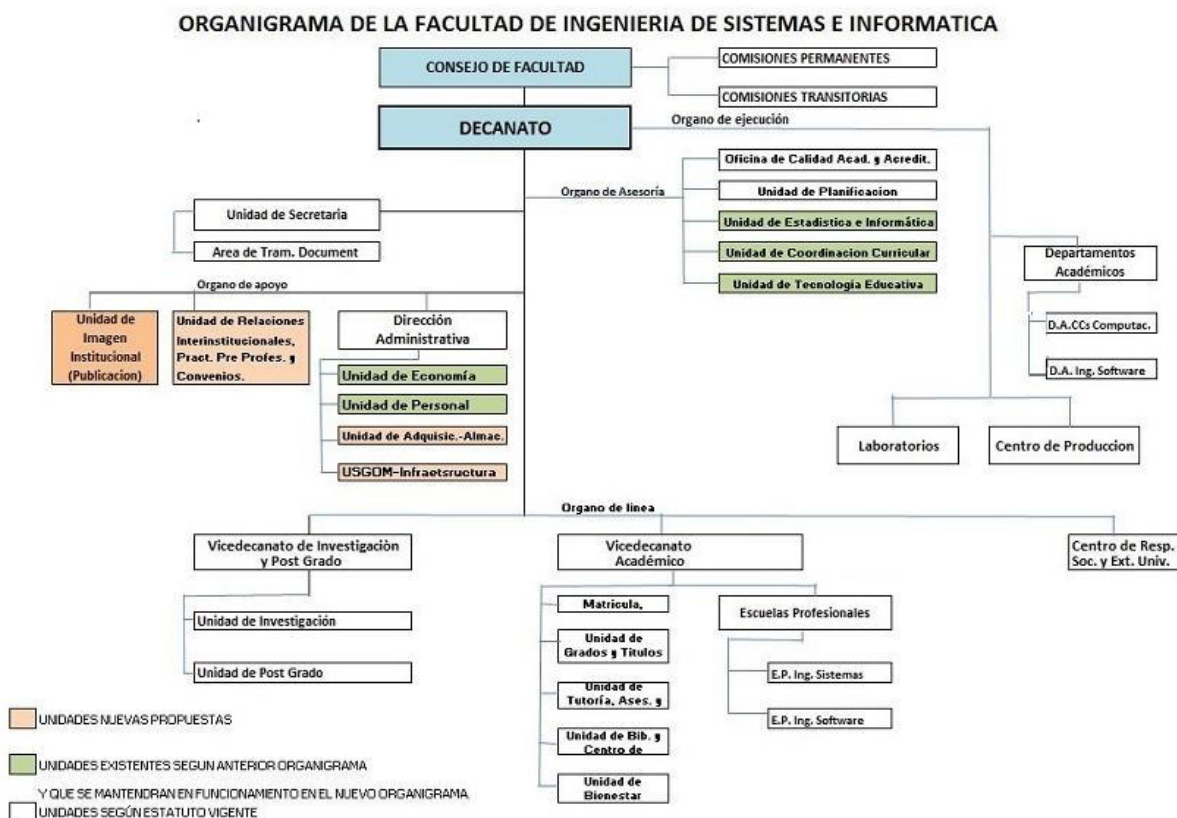 ORGANIGRAMA DE LA FACULTAD DE INGENIERIA DE SISTEMAS E INFORMATICA
CONSEJO DE FACULTAD
COMISIONES PERMANENTES
COMISIONES TRANSITORIAS
DECANATO
Organo de ejecución
Organo de Asesoría
Oficina de Calidad Acad. y Acredit.
Unidad de Planificacion
Unidad de Estadistica e Informática
Unidad de Coordinacion Curricular
Unidad de Tecnologia Educativa
Unidad de Secretaria
Area de Tram. Document
Departamentos
Académicos
D.A.CCs Computac.
D.A. Ing. Software
Organo de apoyo
Unidad de
Imagen
Institucional
(Publicacion)
Unidad de Relaciones
Interinstitucionales,
Pract. Pre Profes. y
Convenios.
Dirección
Administrativa
Unidad de Economía
Unidad de Personal
Unidad de Adquisic.-Almac.
USGOM-Infraetsructura
Laboratorios
Centro de Produccion
Organo de linea
Vicedecanato de Investigaciòn
y Post Grado
Unidad de Investigación
Unidad de Post Grado
Vicedecanato
Académico
Matricula,
Unidad de
Grados y Titulos
Unidad de
Tutoría, Ases. y
Unidad de Bib. y
Centro de
Unidad de
Bienestar
Escuelas Profesionales
E.P. Ing. Sistemas
E.P. Ing. Software
Centro de Resp.
Soc. y Ext. Univ.
UNIDADES NUEVAS PROPUESTAS
UNIDADES EXISTENTES SEGUN ANTERIOR ORGANIGRAMA
Y QUE SE MANTENDRAN EN FUNCIONAMIENTO EN EL NUEVO ORGANIGRAMA
UNIDADES SEGÚN ESTATUTO VIGENTE